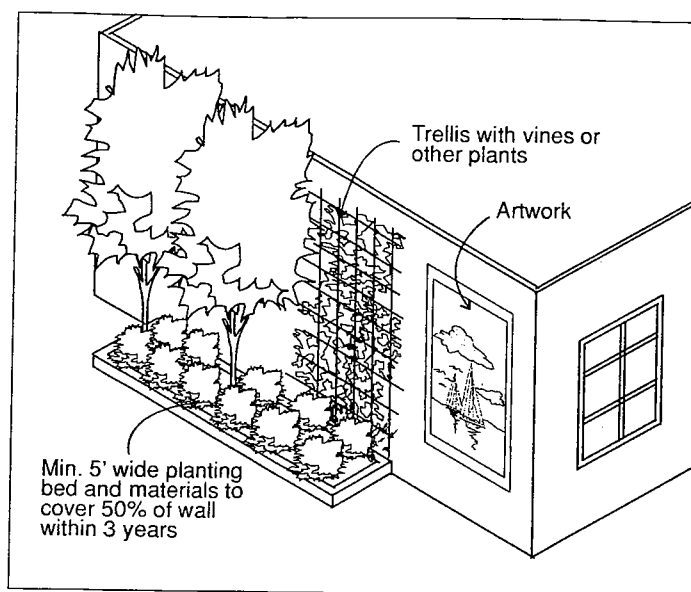 Trellis with vines or
other plants
Artwork
Min. 5' wide planting
bed and materials to
cover 50% of wall
within 3 years